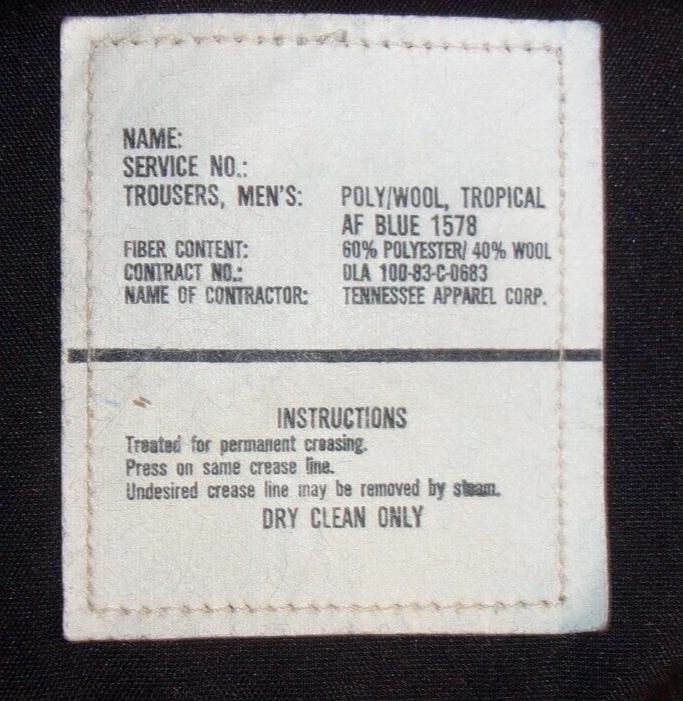 NAME:
SERVICE NO.:
TROUSERS, MEN'S: POLY/WOOL, TROPICAL
AF BLUE 1578
FIBER CONTENT: 60% POLYESTER/ 40% WOOL
CONTRACT NO.: DLA 100-83-C-0683
NAME OF CONTRACTOR: TENNESSEE APPAREL CORP.
INSTRUCTIONS
Treated for permanent creasing.
Press on same crease line.
Undesired crease line may be removed by steam.
DRY CLEAN ONLY